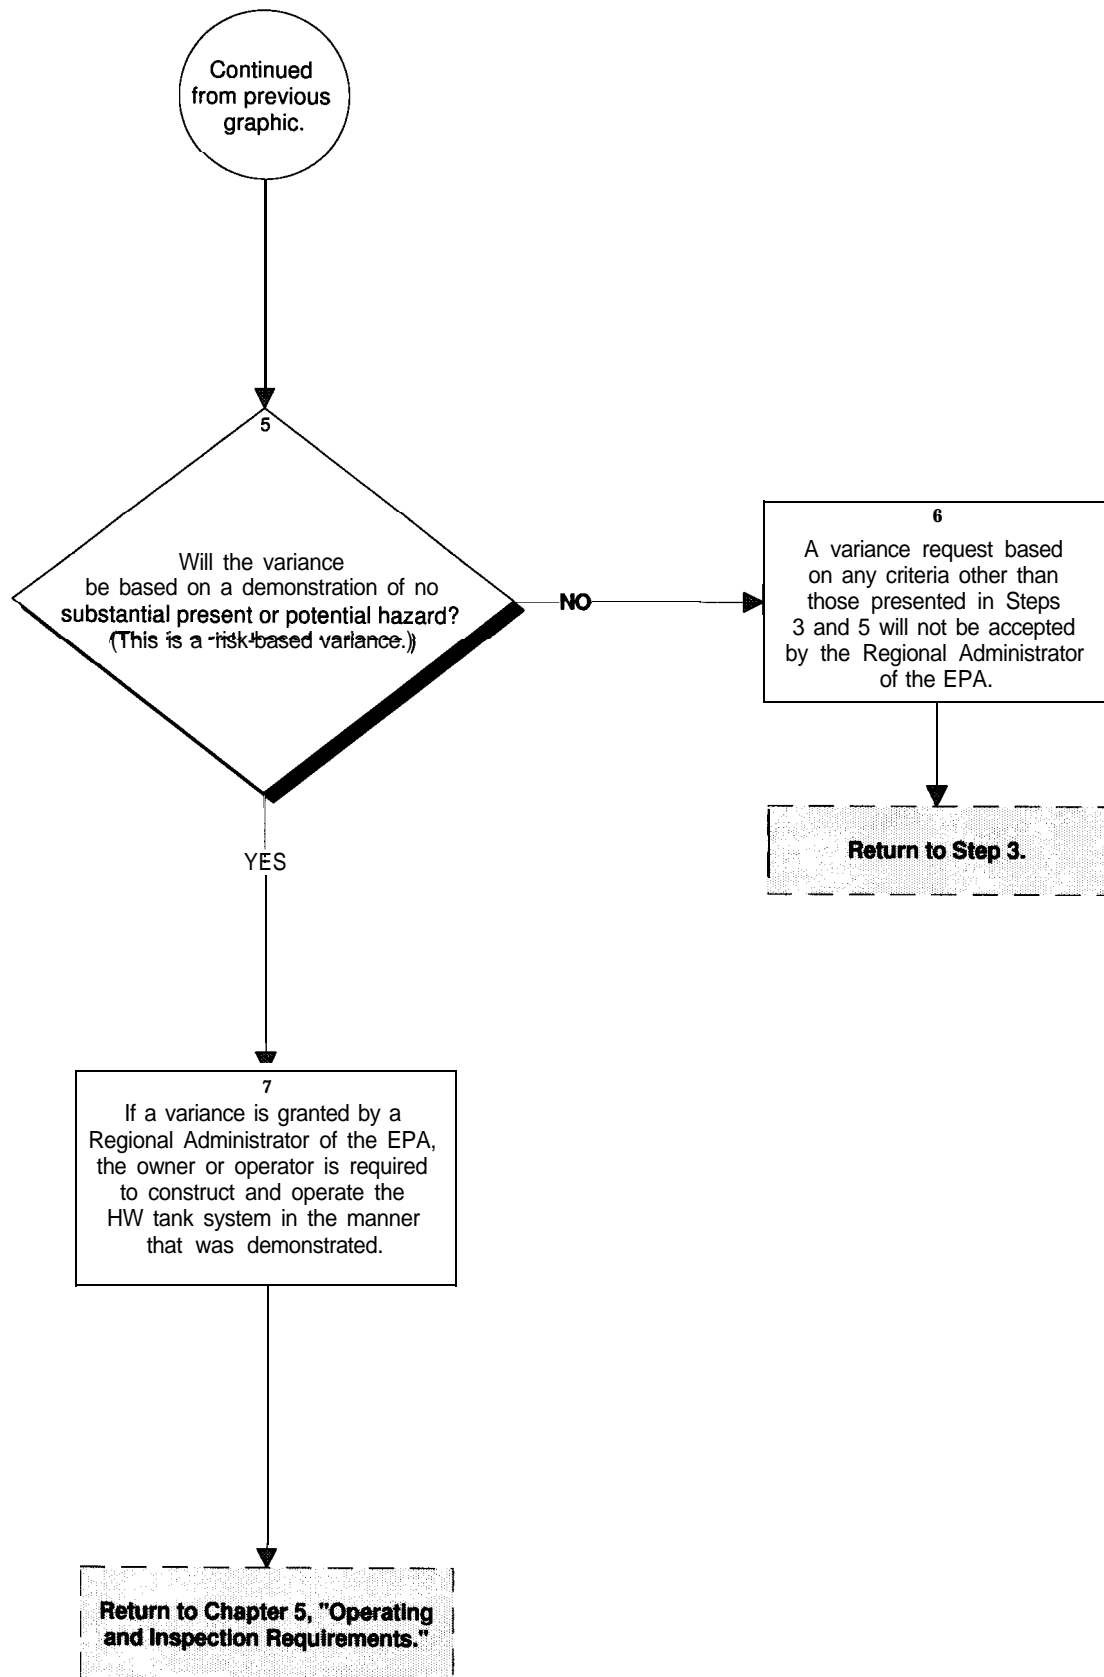 Continued
from previous
graphic.
5
Will the variance
be based on a demonstration of no
substantial present or potential hazard?
(This is a risk-based variance.)
NO
6
A variance request based
on any criteria other than
those presented in Steps
3 and 5 will not be accepted
by the Regional Administrator
of the EPA.
Return to Step 3.
YES
7
If a variance is granted by a
Regional Administrator of the EPA,
the owner or operator is required
to construct and operate the
HW tank system in the manner
that was demonstrated.
Return to Chapter 5, "Operating
and Inspection Requirements."